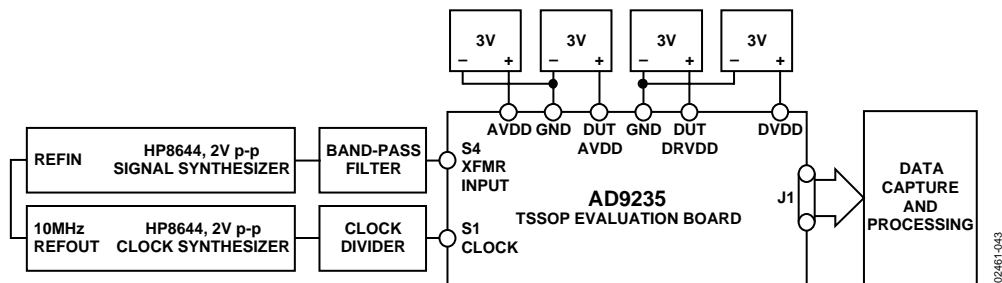 3V
– +
3V
– +
3V
– +
3V
– +
AVDD GND DUT AVDD GND DUT DRVDD DVDD
REFIN
HP8644, 2V p-p
SIGNAL SYNTHESIZER
BAND-PASS
FILTER
S4
XFMR
INPUT
10MHz
REFOUT
HP8644, 2V p-p
CLOCK SYNTHESIZER
CLOCK
DIVIDER
S1
CLOCK
AD9235
TSSOP EVALUATION BOARD
J1
DATA
CAPTURE
AND
PROCESSING
02461-043